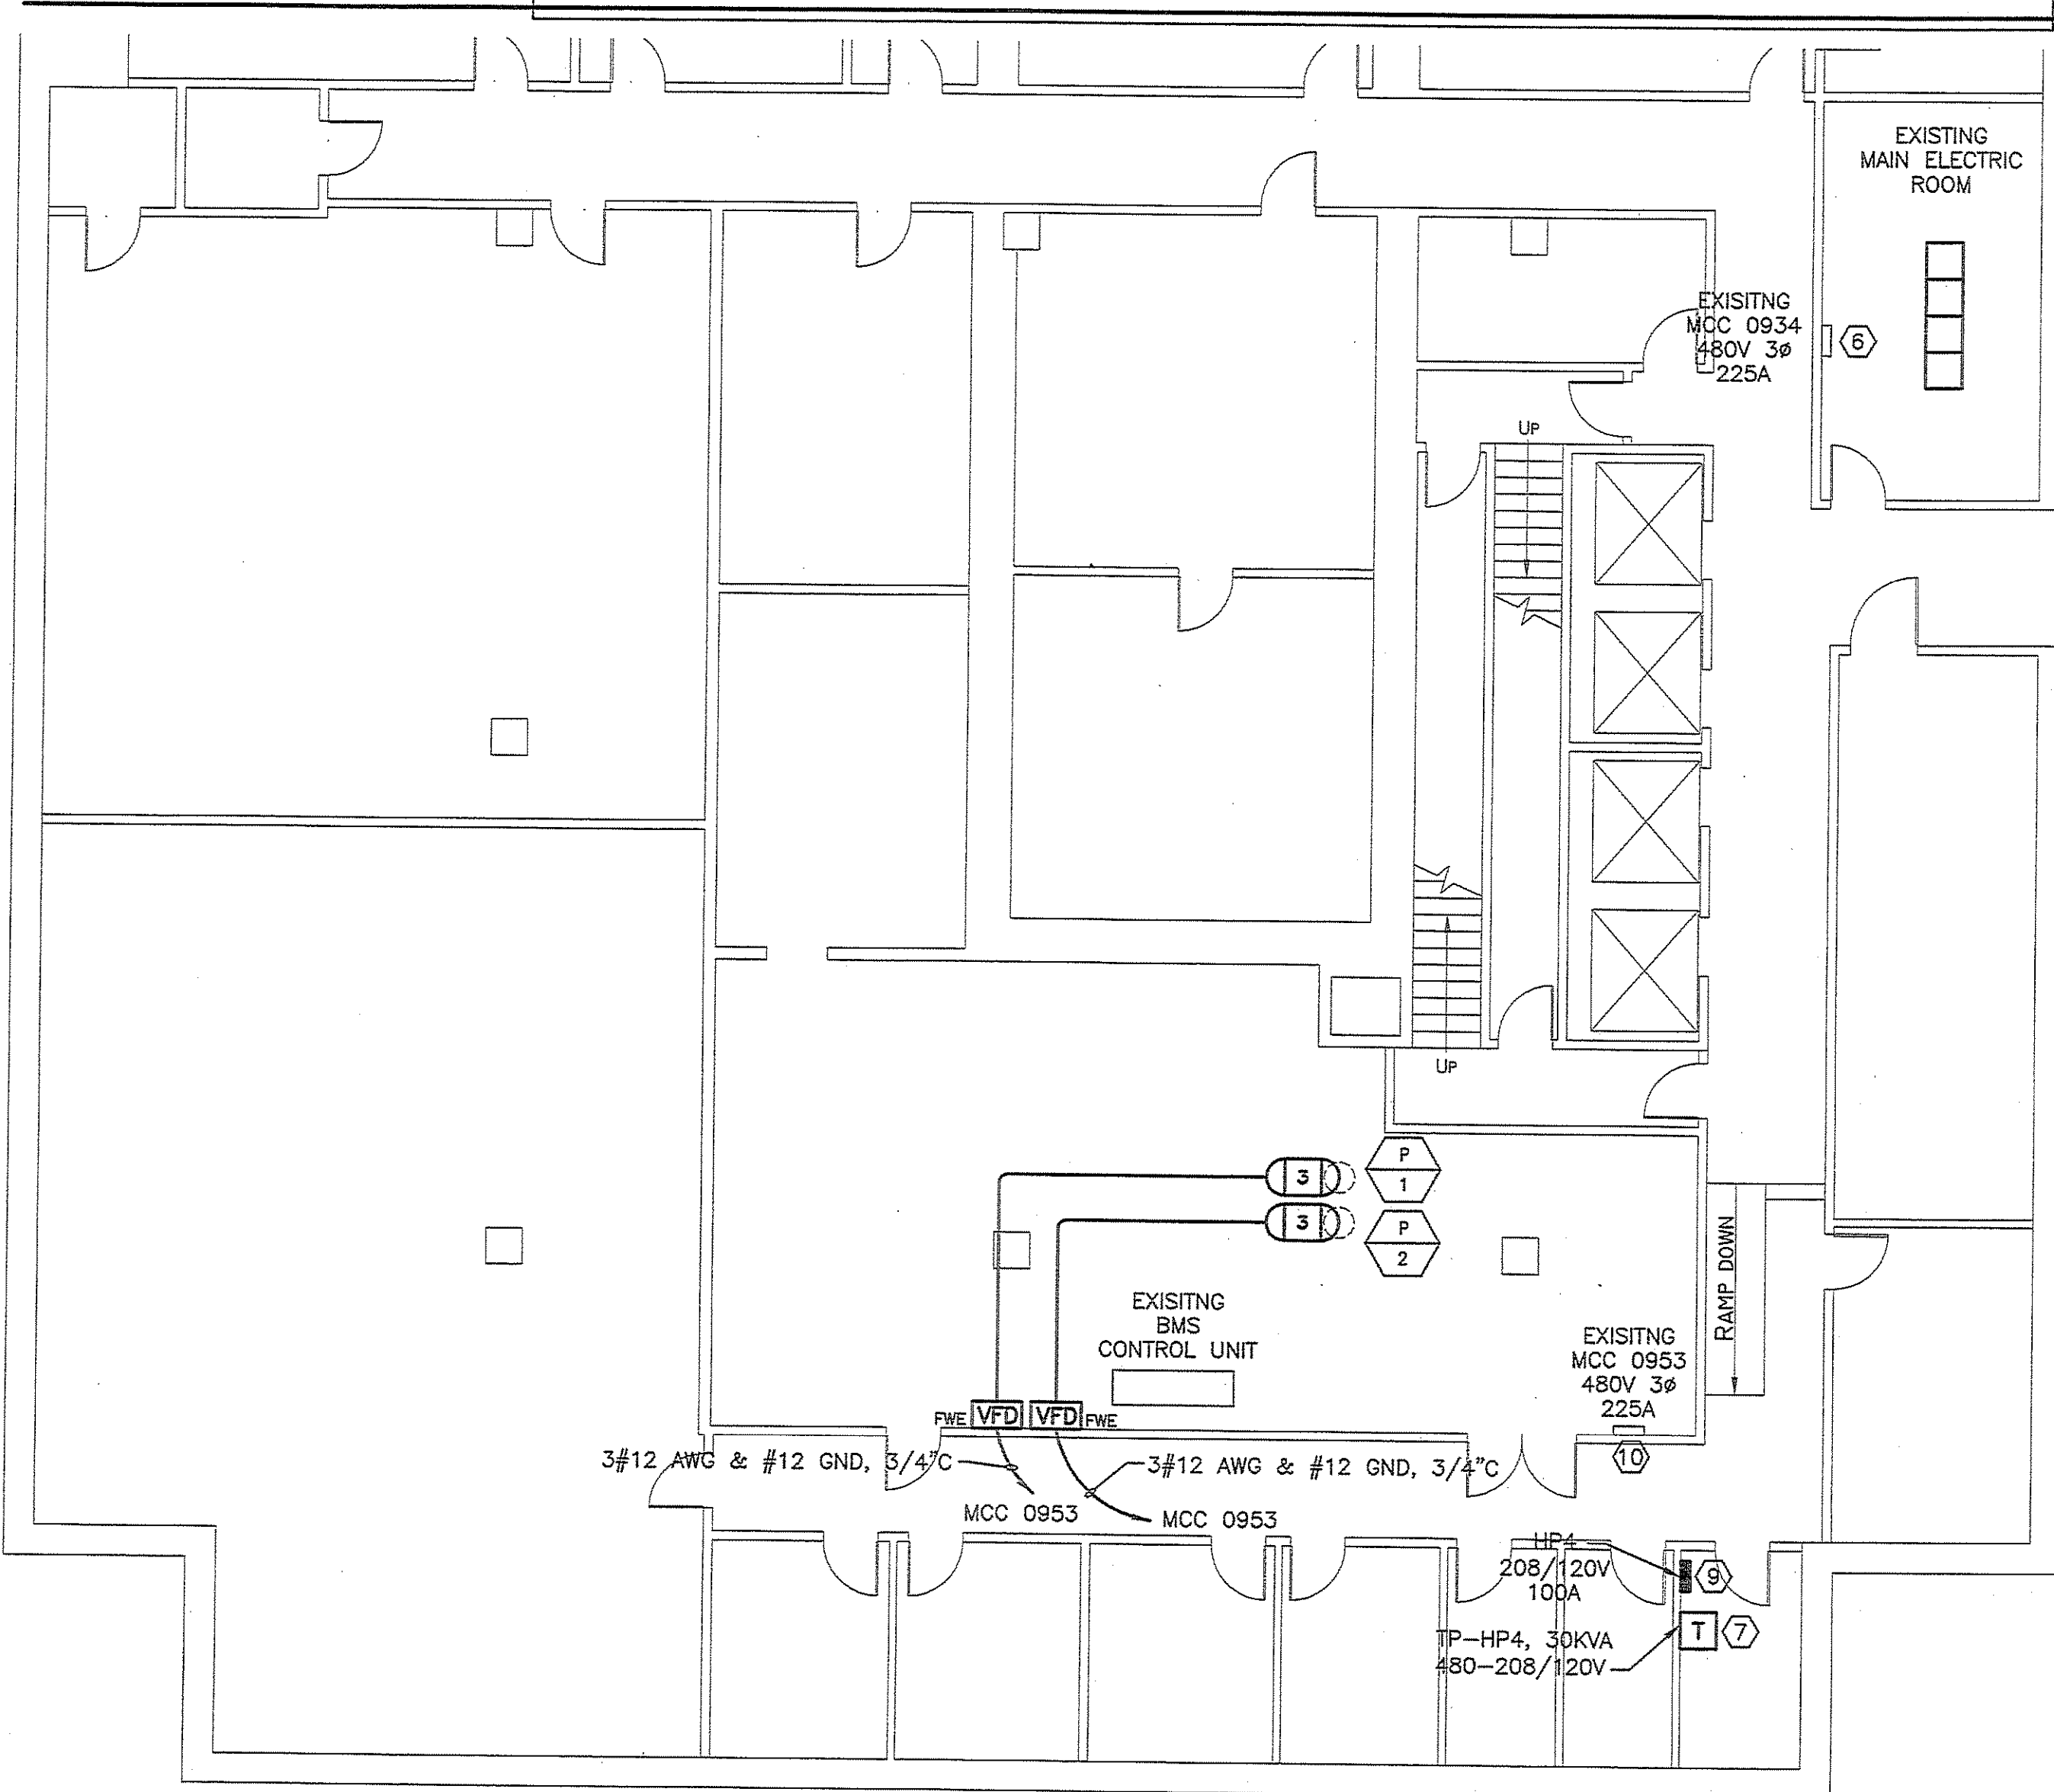 EXISTING
MAIN ELECTRIC
ROOM
EXISITNG
MCC 0934
480V 3ø
225A
6
UP
UP
3
P
1
3
P
2
RAMP DOWN
EXISITNG
BMS
CONTROL UNIT
EXISITNG
MCC 0953
480V 3ø
225A
10
FWE VFD VFD FWE
3#12 AWG & #12 GND, 3/4"C
3#12 AWG & #12 GND, 3/4"C
MCC 0953
MCC 0953
HP4
208/120V
100A
9
TP-HP4, 30KVA
480-208/120V
T
7